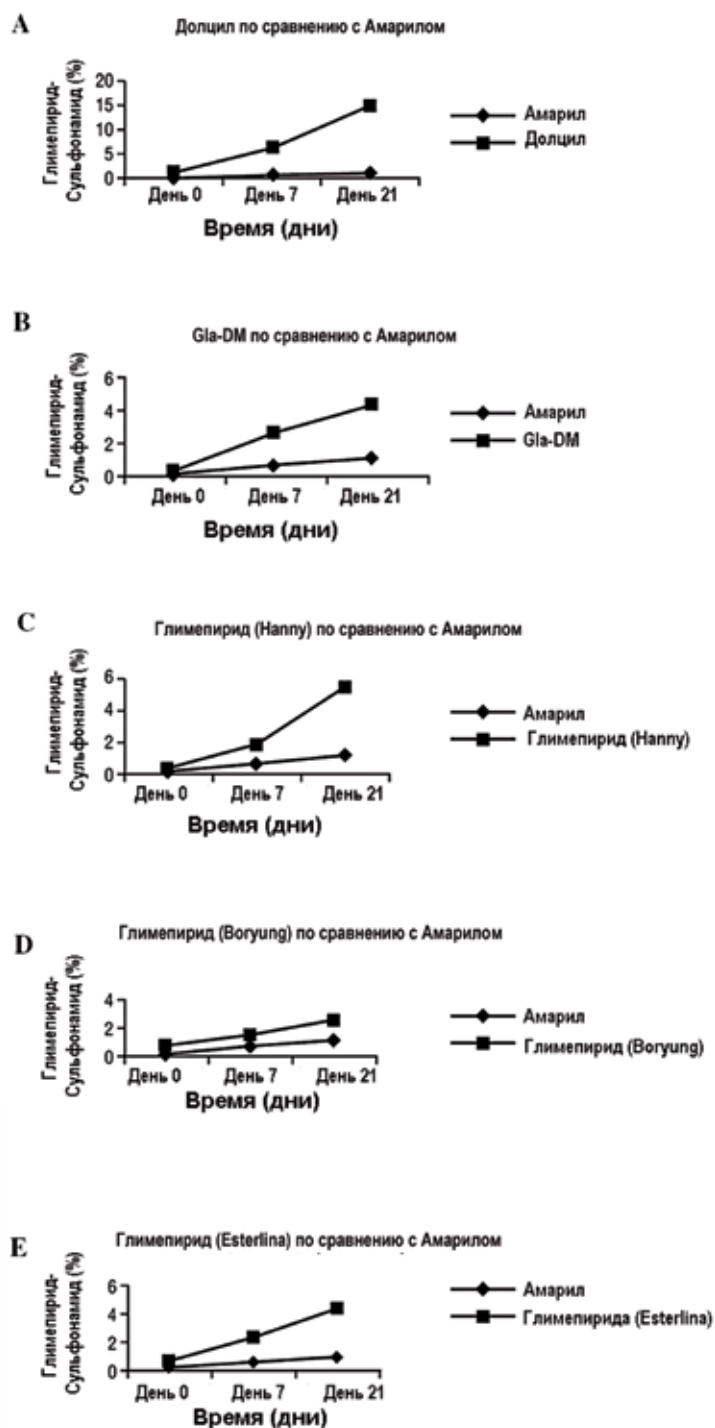 A
Долцил по сравнению с Амарилом
Глимепирид-
Сульфонамид (%)
20
15
10
5
0
День 0 День 7 День 21
Время (дни)
Амарил
Долцил
B
Gla-DM по сравнению с Амарилом
Глимепирид-
Сульфонамид (%)
6
4
2
0
День 0 День 7 День 21
Время (дни)
Амарил
Gla-DM
C
Глимепирид (Hanny) по сравнению с Амарилом
Глимепирид-
Сульфонамид (%)
6
4
2
0
День 0 День 7 День 21
Время (дни)
Амарил
Глимепирид (Hanny)
D
Глимепирид (Boryung) по сравнению с Амарилом
Глимепирид-
Сульфонамид (%)
4
2
0
День 0 День 7 День 21
Время (дни)
Амарил
Глимепирид (Boryung)
E
Глимепирид (Esterlina) по сравнению с Амарилом
Глимепирид-
Сульфонамид (%)
6
4
2
0
День 0 День 7 День 21
Время (дни)
Амарил
Глимепирида (Esterlina)